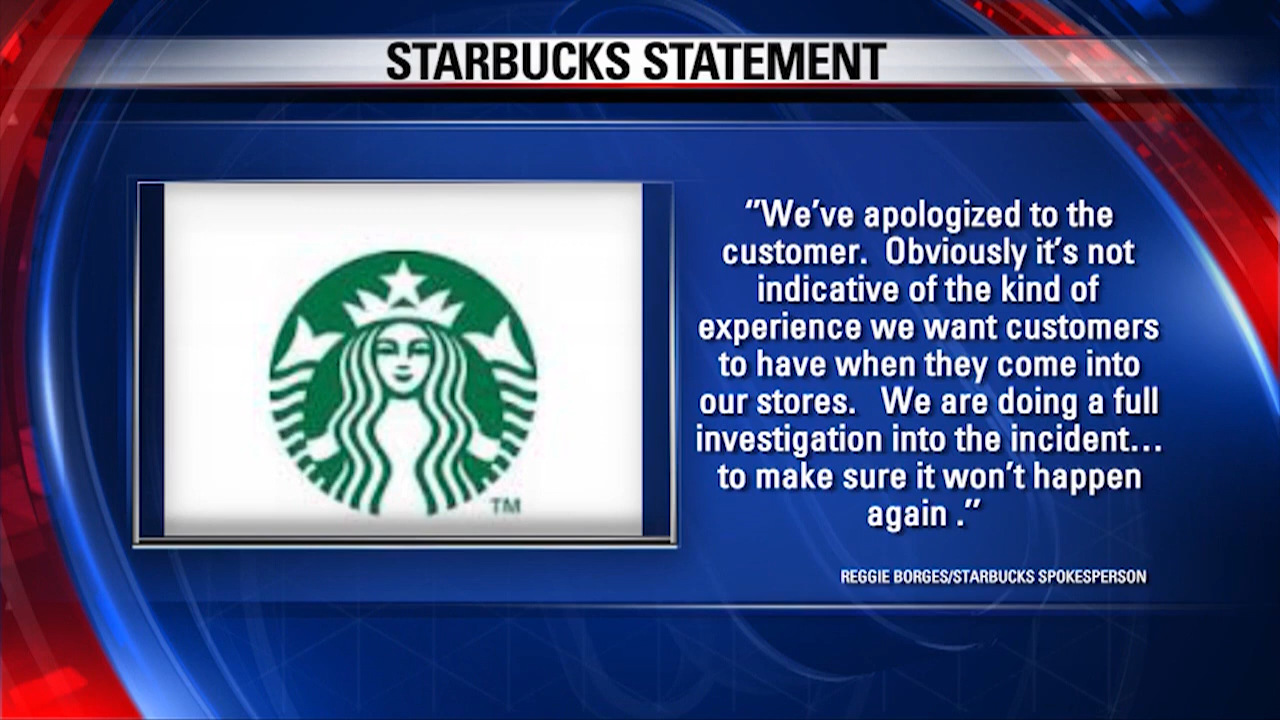 STARBUCKS STATEMENT
“We’ve apologized to the
customer.  Obviously it’s not
indicative of the kind of
experience we want customers
to have when they come into
our stores.   We are doing a full
investigation into the incident…
to make sure it won’t happen
again .”
TM
REGGIE BORGES/STARBUCKS SPOKESPERSON